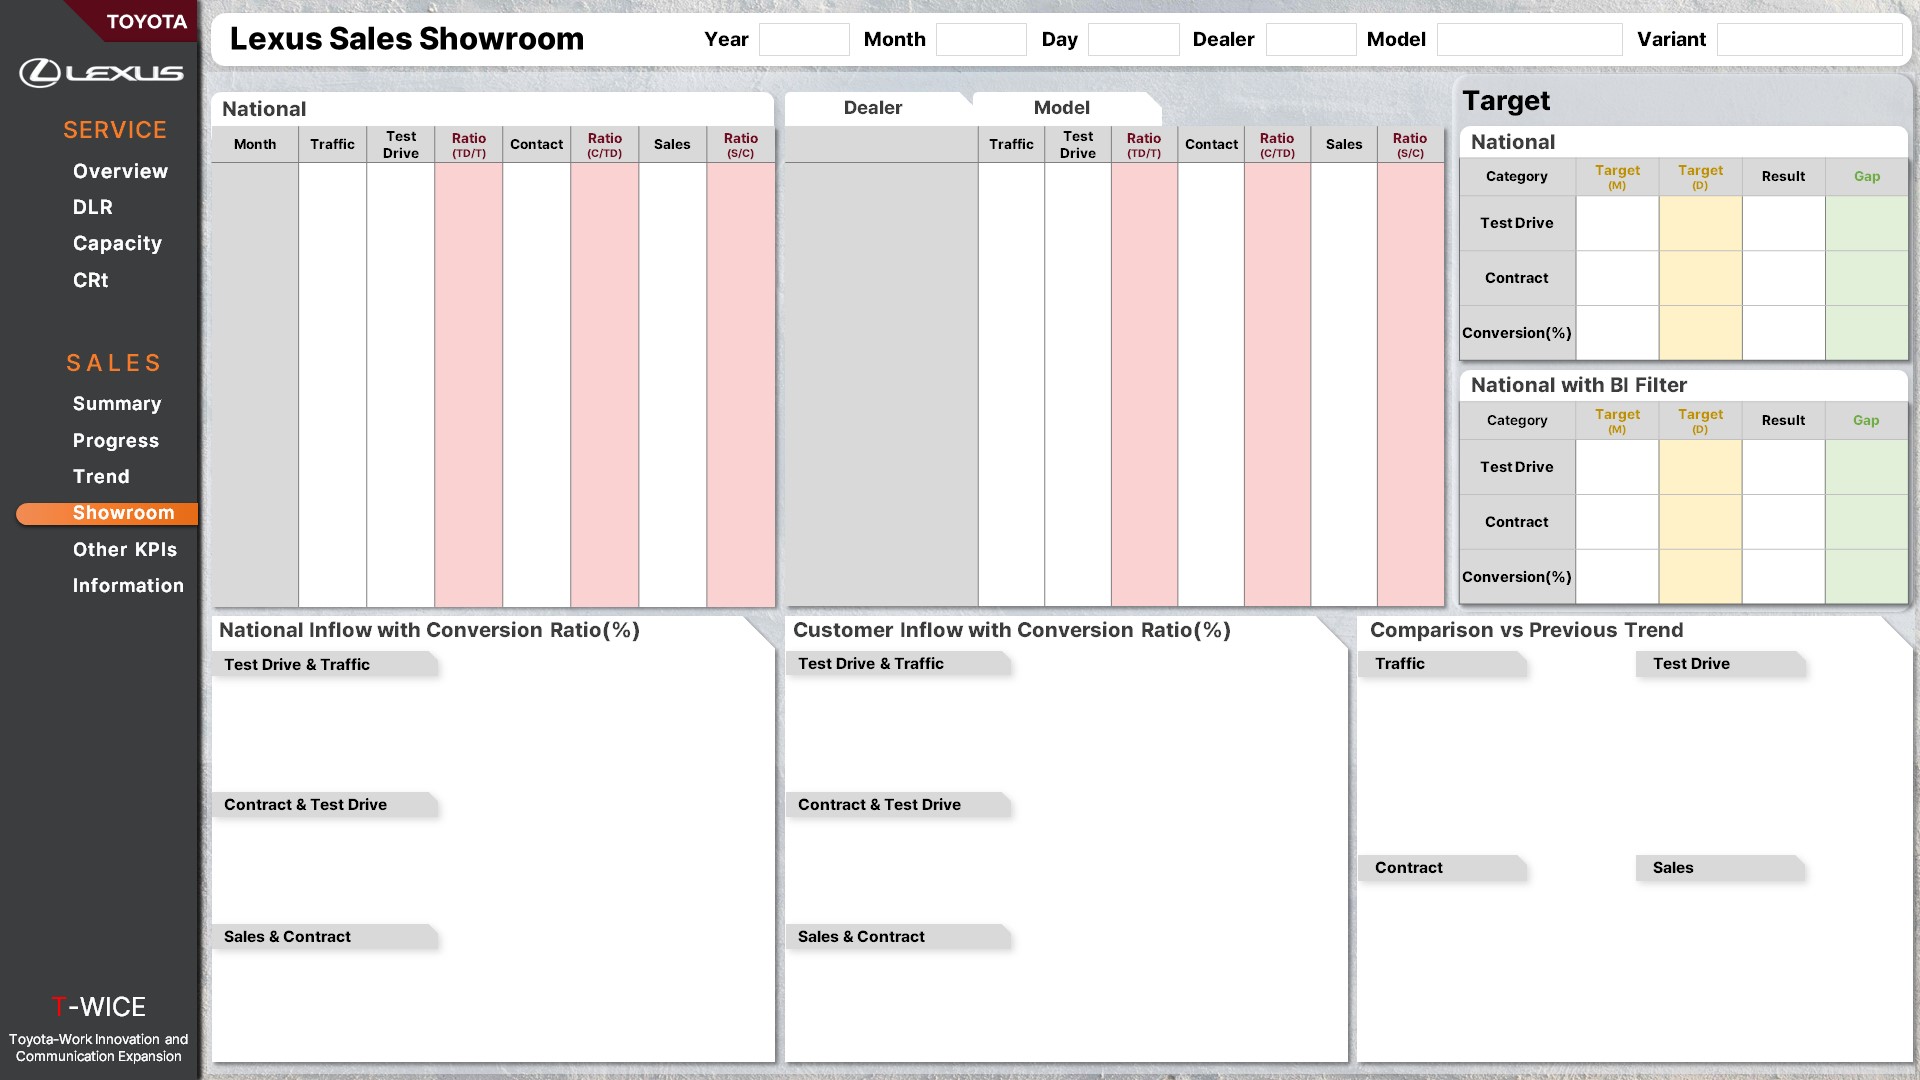 TOYOTA
LEXUS
SERVICE
Overview
DLR
Capacity
CRt
SALES
Summary
Progress
Trend
Showroom
Other KPIs
Information
T-WICE
Toyota-Work Innovation and
Communication Expansion
Lexus Sales Showroom
Year Month Day Dealer Model Variant
National
Month Traffic Test Drive Ratio (TD/T) Contact Ratio (C/TD) Sales Ratio (S/C)
Dealer Model
Traffic Test Drive Ratio (TD/T) Contact Ratio (C/TD) Sales Ratio (S/C)
Target
National
Category Target (M) Target (D) Result Gap
Test Drive
Contract
Conversion(%)
National with BI Filter
Category Target (M) Target (D) Result Gap
Test Drive
Contract
Conversion(%)
National Inflow with Conversion Ratio(%)
Test Drive & Traffic
Contract & Test Drive
Sales & Contract
Customer Inflow with Conversion Ratio(%)
Test Drive & Traffic
Contract & Test Drive
Sales & Contract
Comparison vs Previous Trend
Traffic Test Drive
Contract Sales